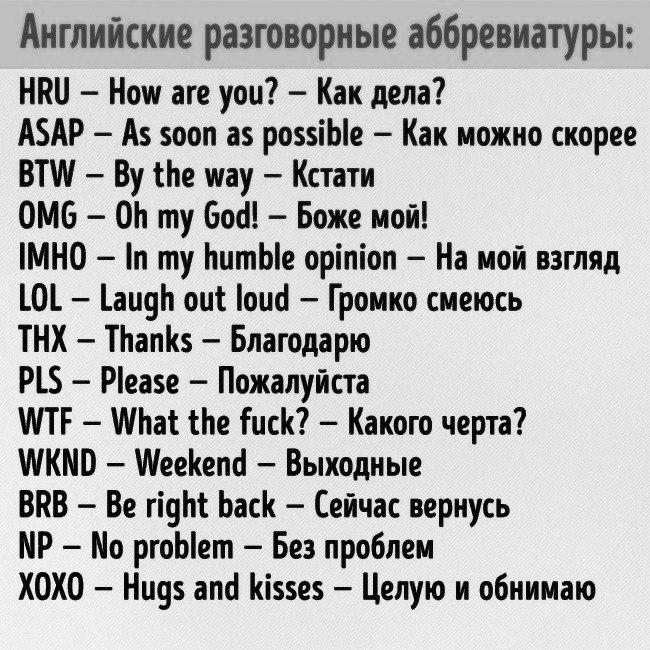 Английские разговорные аббревиатуры:
HRU – How are you? – Как дела?
ASAP – As soon as possible – Как можно скорее
BTW – By the way – Кстати
OMG – Oh my God! – Боже мой!
IMHO – In my humble opinion – На мой взгляд
LOL – Laugh out loud – Громко смеюсь
THX – Thanks – Благодарю
PLS – Please – Пожалуйста
WTF – What the fuck? – Какого черта?
WKND – Weekend – Выходные
BRB – Be right back – Сейчас вернусь
NP – No problem – Без проблем
XOXO – Hugs and kisses – Целую и обнимаю